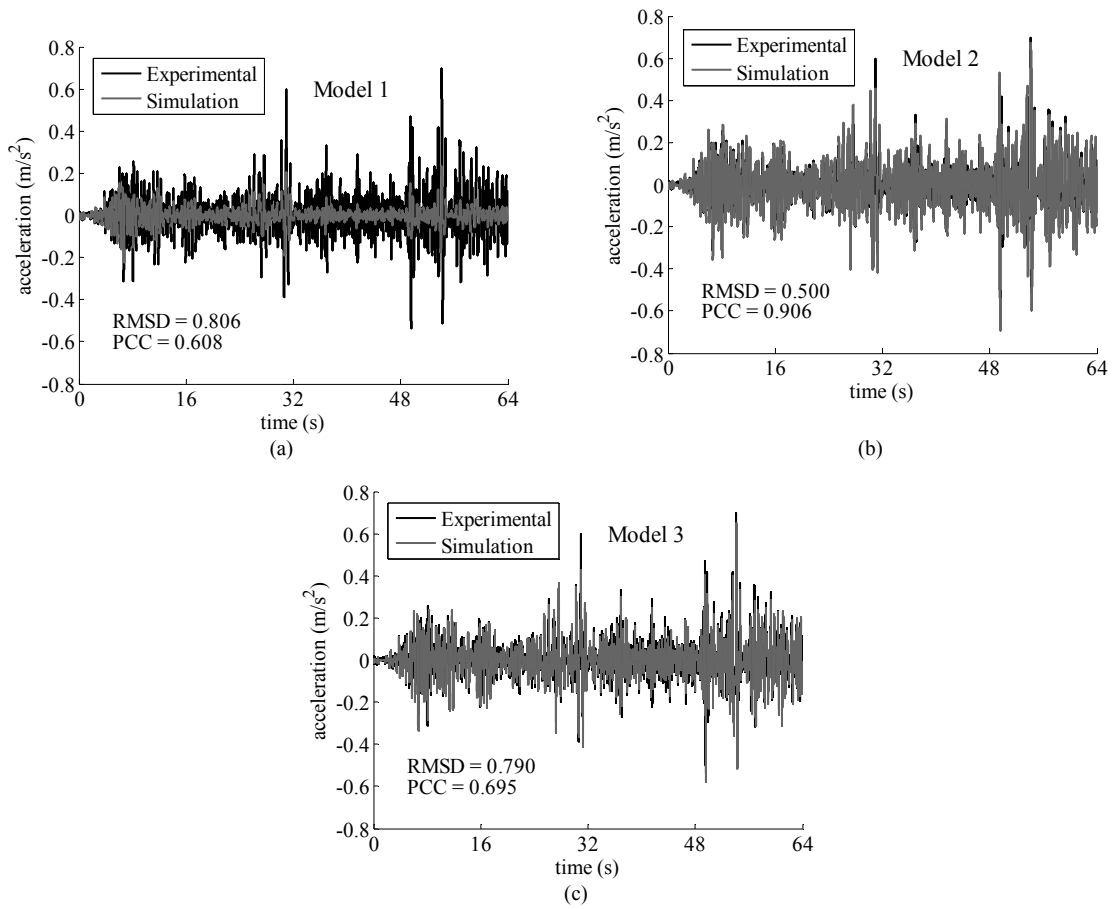 0.8
0.6
0.4
0.2
0
-0.2
-0.4
-0.6
-0.8
acceleration (m/s²)
Experimental
Simulation
Model 1
RMSD = 0.806
PCC = 0.608
0 16 32 48 64
time (s)
(a)
0.8
0.6
0.4
0.2
0
-0.2
-0.4
-0.6
-0.8
acceleration (m/s²)
Experimental
Simulation
Model 2
RMSD = 0.500
PCC = 0.906
0 16 32 48 64
time (s)
(b)
0.8
0.6
0.4
0.2
0
-0.2
-0.4
-0.6
-0.8
acceleration (m/s²)
Experimental
Simulation
Model 3
RMSD = 0.790
PCC = 0.695
0 16 32 48 64
time (s)
(c)